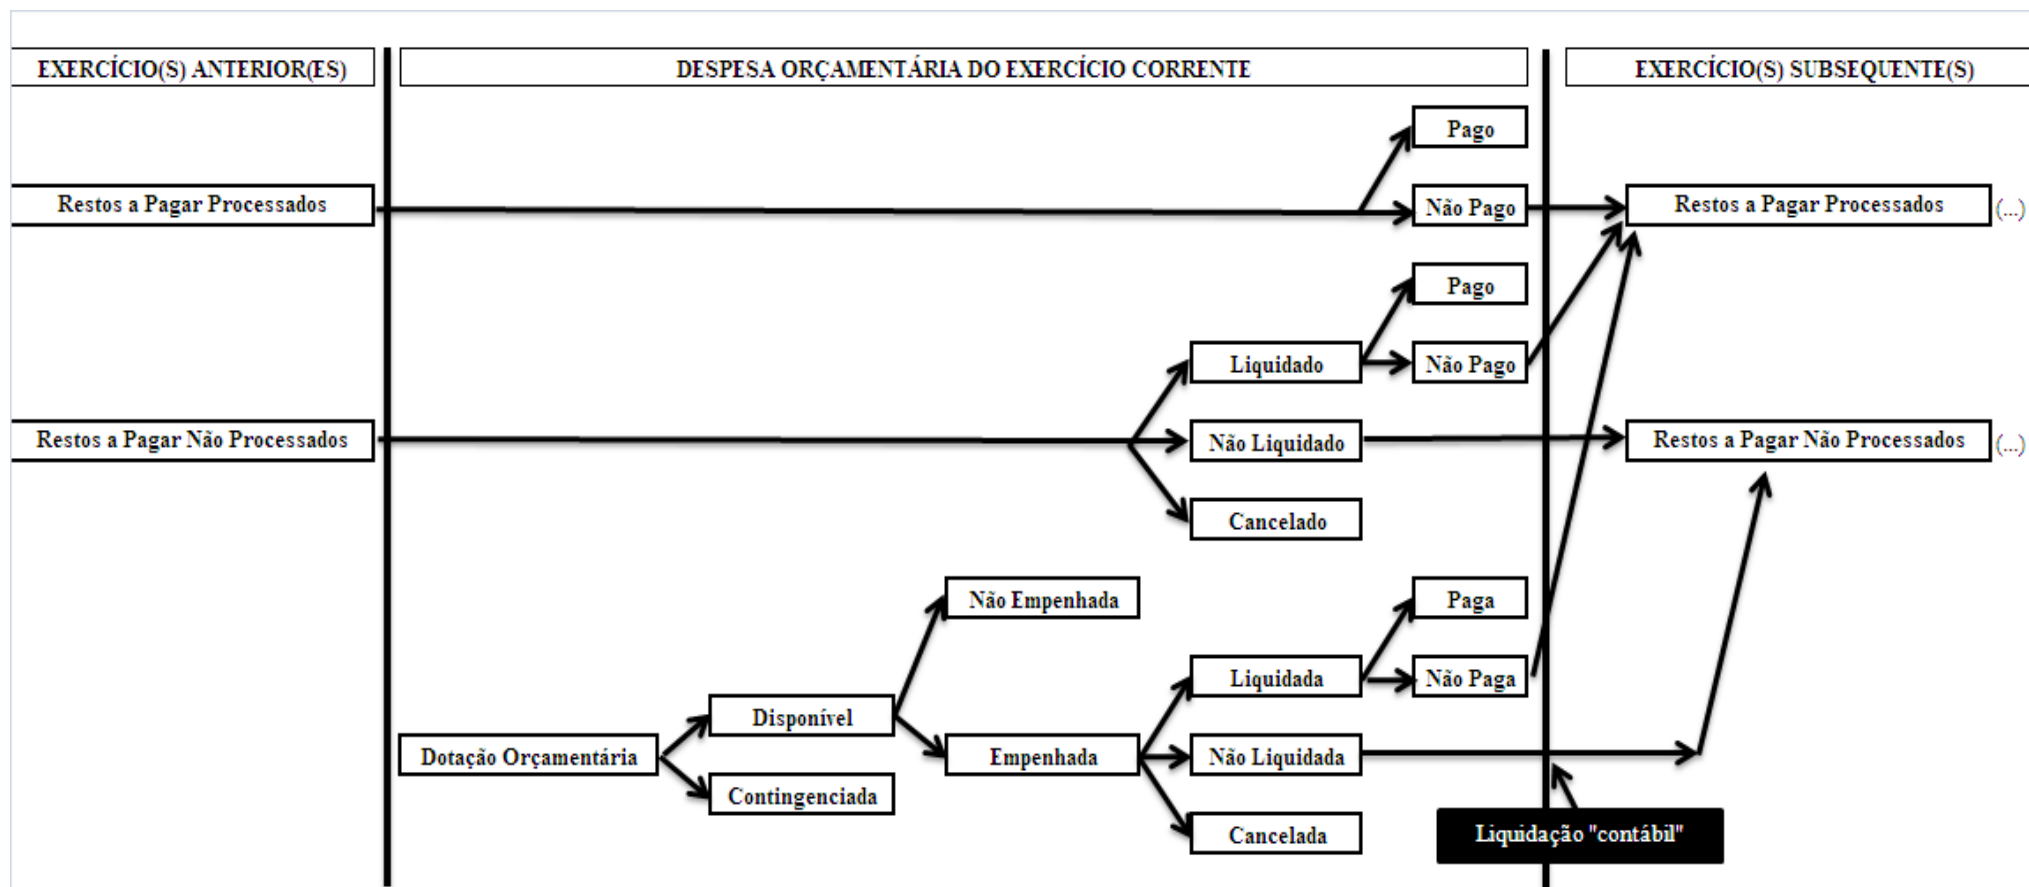 EXERCÍCIO(S) ANTERIOR(ES)
DESPESA ORÇAMENTÁRIA DO EXERCÍCIO CORRENTE
EXERCÍCIO(S) SUBSEQUENTE(S)
Pago
Restos a Pagar Processados
Não Pago
Restos a Pagar Processados
(...)
Pago
Liquidado
Não Pago
Restos a Pagar Não Processados
Não Liquidado
Restos a Pagar Não Processados
(...)
Cancelado
Não Empenhada
Paga
Liquidada
Não Paga
Disponível
Dotação Orçamentária
Empenhada
Não Liquidada
Contingenciada
Cancelada
Liquidação "contábil"